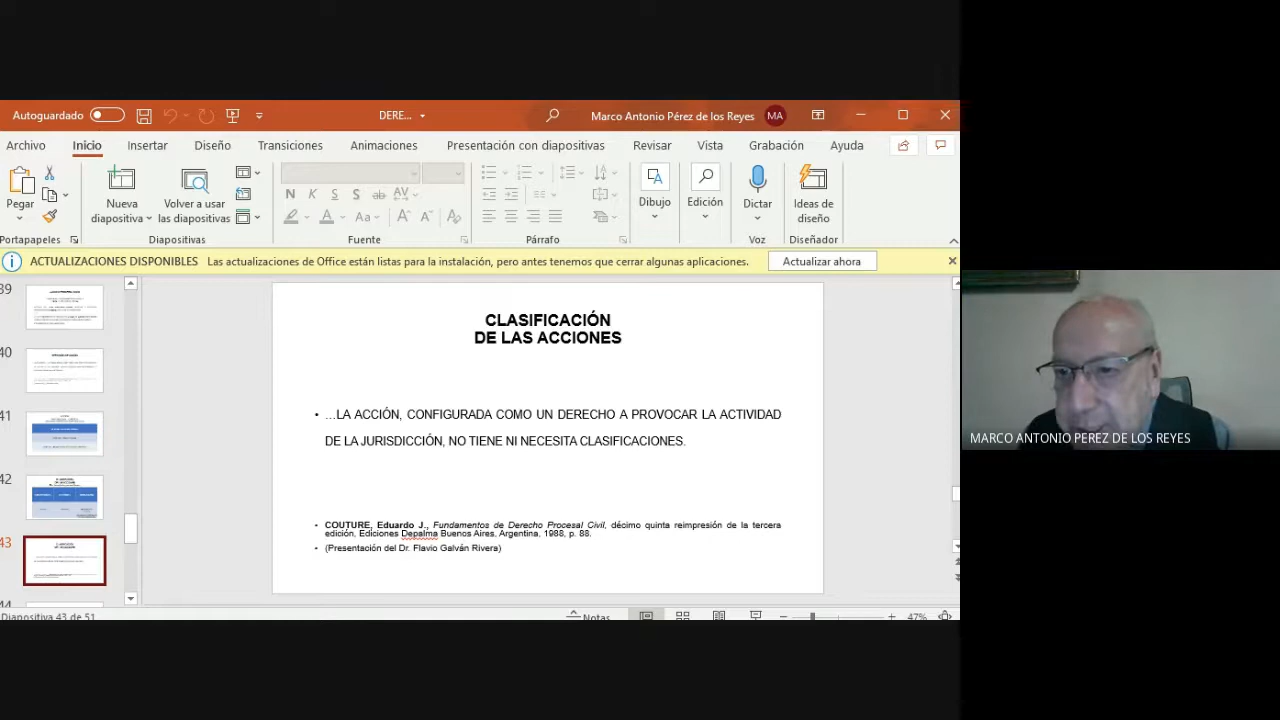 Autoguardado
DERE...
Marco Antonio Pérez de los Reyes
MA
Archivo
Inicio
Insertar
Diseño
Transiciones
Animaciones
Presentación con diapositivas
Revisar
Vista
Grabación
Ayuda
Pegar
Nueva
diapositiva
Volver a usar
las diapositivas
N K S S ab AV
Aa A A
Dibujo
Edición
Dictar
Ideas de
diseño
Portapapeles
Diapositivas
Fuente
Párrafo
Voz
Diseñador
ACTUALIZACIONES DISPONIBLES Las actualizaciones de Office están listas para la instalación, pero antes tenemos que cerrar algunas aplicaciones.
Actualizar ahora
39
40
41
42
43
44
CLASIFICACIÓN
DE LAS ACCIONES
• ...LA ACCIÓN, CONFIGURADA COMO UN DERECHO A PROVOCAR LA ACTIVIDAD
DE LA JURISDICCIÓN, NO TIENE NI NECESITA CLASIFICACIONES.
• COUTURE, Eduardo J., Fundamentos de Derecho Procesal Civil, décimo quinta reimpresión de la tercera
edición, Ediciones Depalma Buenos Aires, Argentina, 1988, p. 88.
• (Presentación del Dr. Flavio Galván Rivera)
Diapositiva 43 de 51
Notas
47%
MARCO ANTONIO PEREZ DE LOS REYES